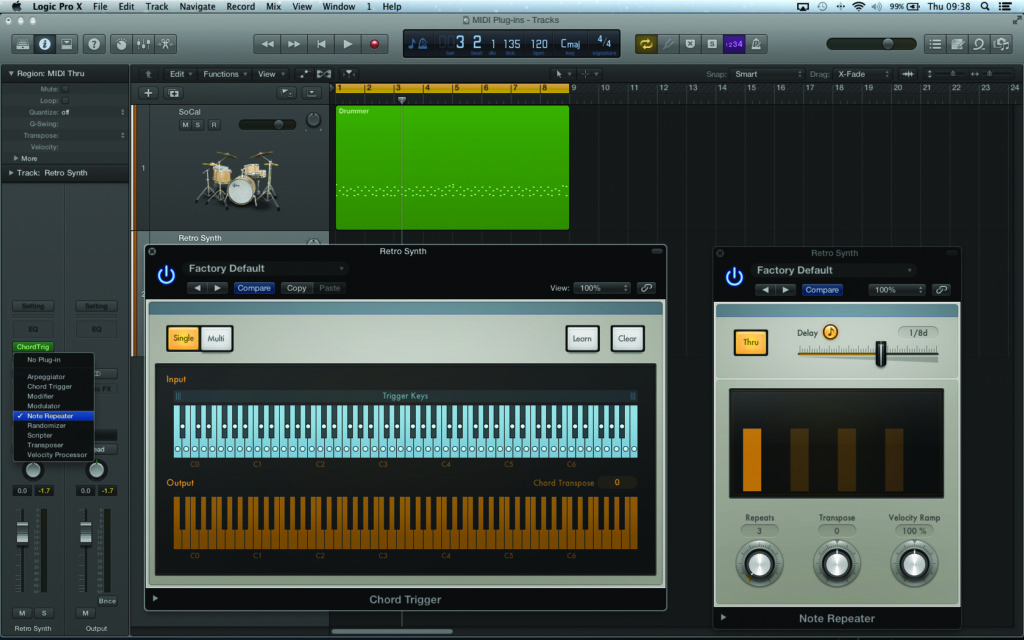 Logic Pro X File Edit Track Navigate Record Mix View Window 1 Help 99% Thu 09:38
MIDI Plug-ins - Tracks
3 2 1 135 120 Cmaj 4/4
1234
Region: MIDI Thru
Edit Functions View Snap: Smart Drag: X-Fade
Mute:
Loop:
Quantize: off
Q-Swing:
Transpose:
Velocity:
More
Track: Retro Synth
1 2 3 4 5 6 7 8 9 10 11 12 13 14 15 16 17 18 19 20 21 22 23 24
SoCal
M S R
1
Drummer
Retro Synth
2
Setting Setting
EQ EQ
ChordTrig
No Plug-in
Arpeggiator
Chord Trigger
Modifier
Modulator
Note Repeater
Randomizer
Scripter
Transposer
Velocity Processor
0.0 -1.7 0.0 -1.7
Bnce
M S M
Retro Synth Output
Retro Synth
Factory Default
Compare Copy Paste View: 100%
Single Multi Learn Clear
Input
Trigger Keys
C0 C1 C2 C3 C4 C5 C6
Output Chord Transpose 0
C0 C1 C2 C3 C4 C5 C6
Chord Trigger
Retro Synth
Factory Default
Compare 100%
Thru Delay 1/8d
Repeats Transpose Velocity Ramp
3 0 100 %
Note Repeater